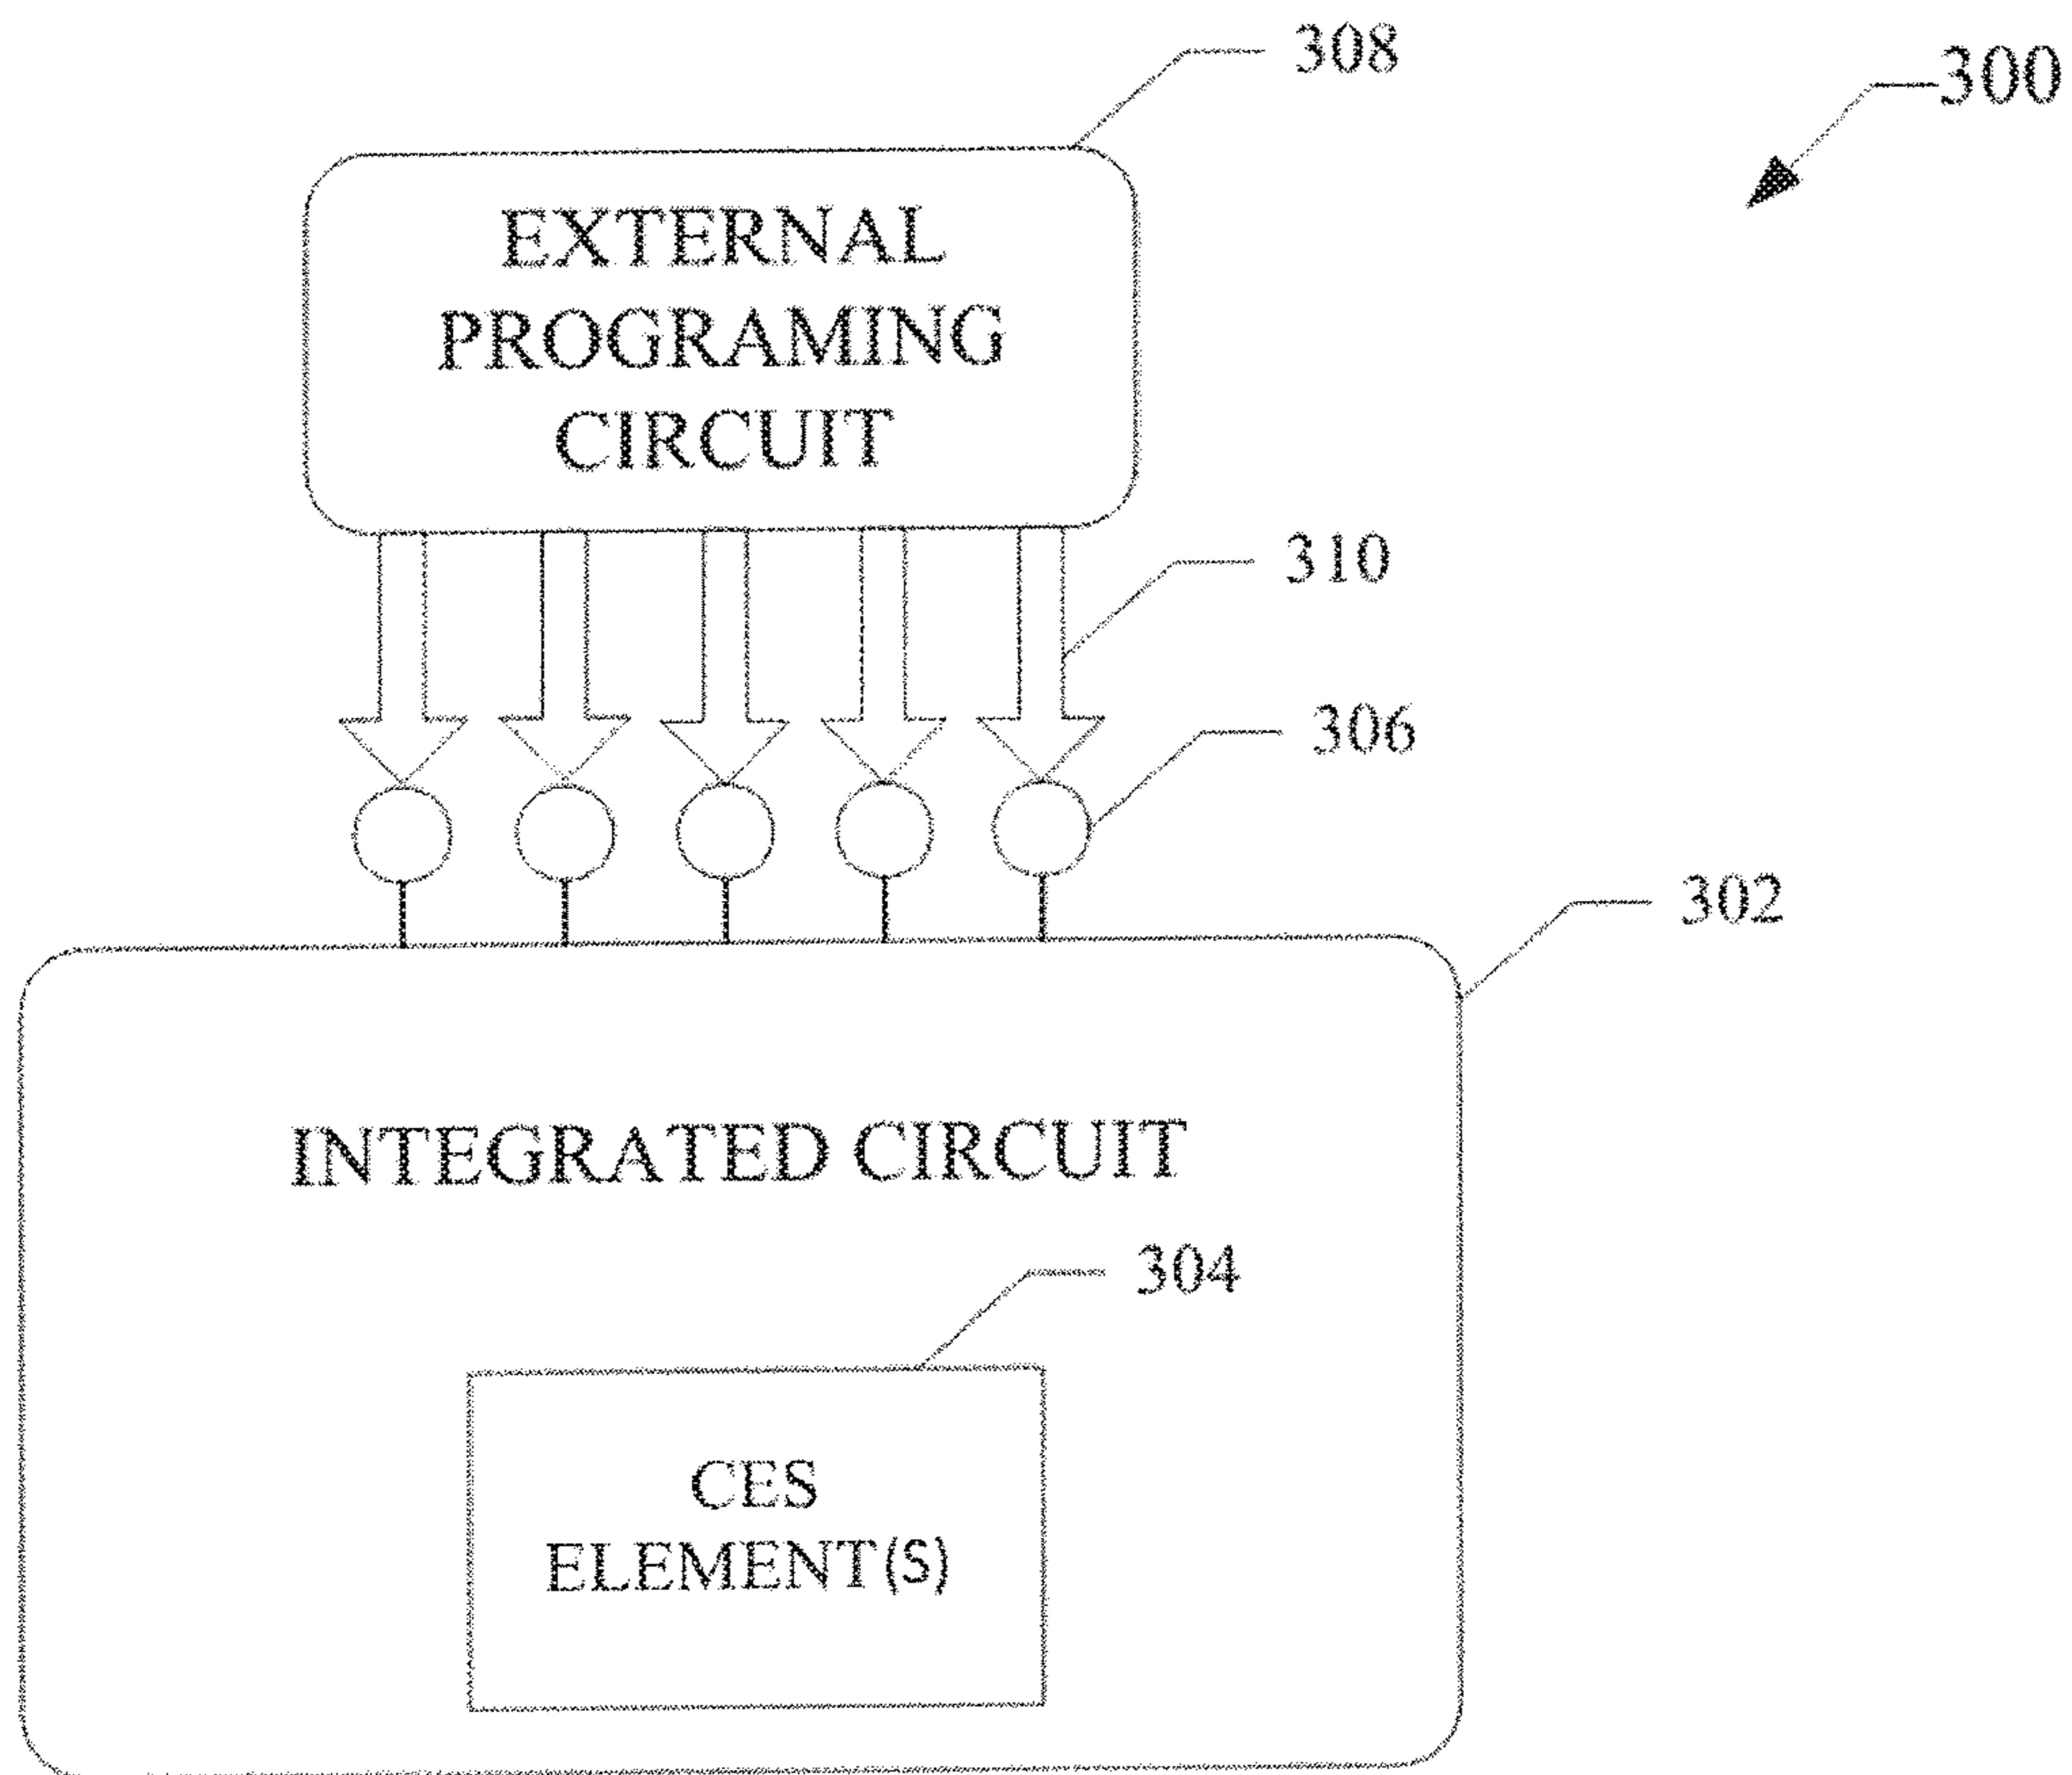 308
300
EXTERNAL
PROGRAMING
CIRCUIT
310
306
302
INTEGRATED CIRCUIT
304
CES
ELEMENT(S)